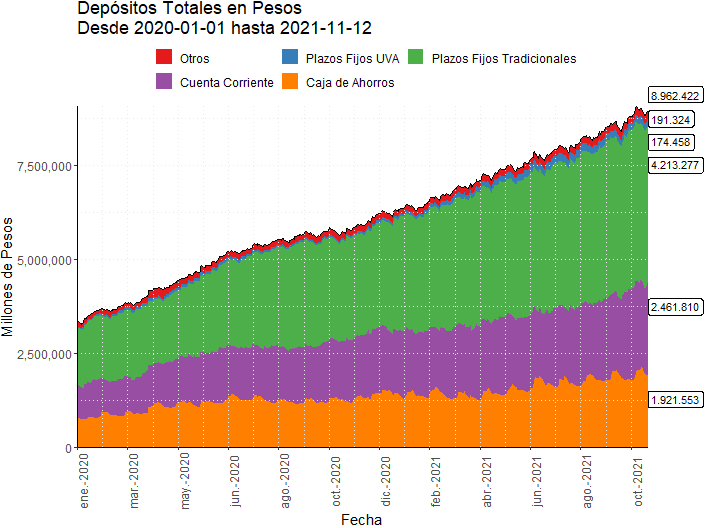 Depósitos Totales en Pesos
Desde 2020-01-01 hasta 2021-11-12
Otros
Plazos Fijos UVA
Plazos Fijos Tradicionales
Cuenta Corriente
Caja de Ahorros
8.962.422
191.324
174.458
4.213.277
2.461.810
1.921.553
Millones de Pesos
7,500,000
5,000,000
2,500,000
0
ene.-2020
mar.-2020
may.-2020
jun.-2020
ago.-2020
oct.-2020
dic.-2020
feb.-2021
abr.-2021
jun.-2021
ago.-2021
oct.-2021
Fecha